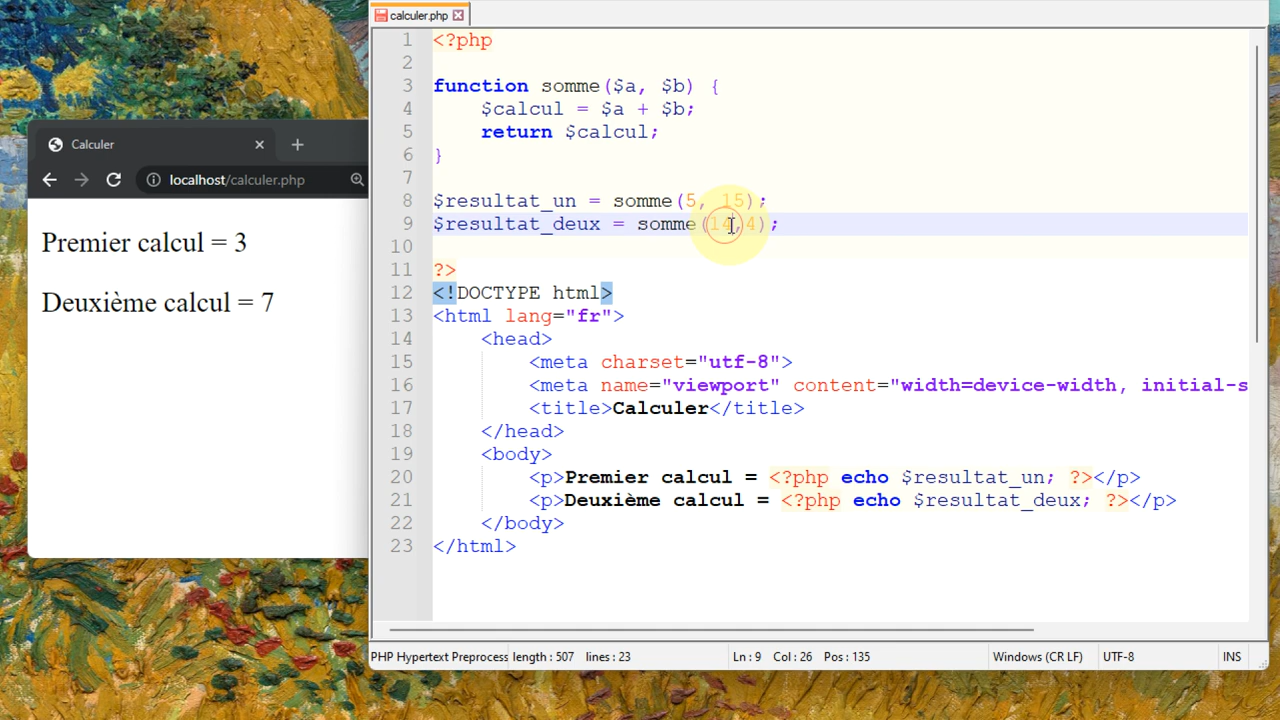 calculer.php
1 <?php
2
3 function somme($a, $b) {
4 $calcul = $a + $b;
5 return $calcul;
6 }
7
8 $resultat_un = somme(5, 15);
9 $resultat_deux = somme(14,4);
10
11 ?>
12 <!DOCTYPE html>
13 <html lang="fr">
14 <head>
15 <meta charset="utf-8">
16 <meta name="viewport" content="width=device-width, initial-s
17 <title>Calculer</title>
18 </head>
19 <body>
20 <p>Premier calcul = <?php echo $resultat_un; ?></p>
21 <p>Deuxième calcul = <?php echo $resultat_deux; ?></p>
22 </body>
23 </html>
PHP Hypertext Preprocess length : 507 lines : 23 Ln : 9 Col : 26 Pos : 135 Windows (CR LF) UTF-8 INS
Calculer
localhost/calculer.php
Premier calcul = 3
Deuxième calcul = 7